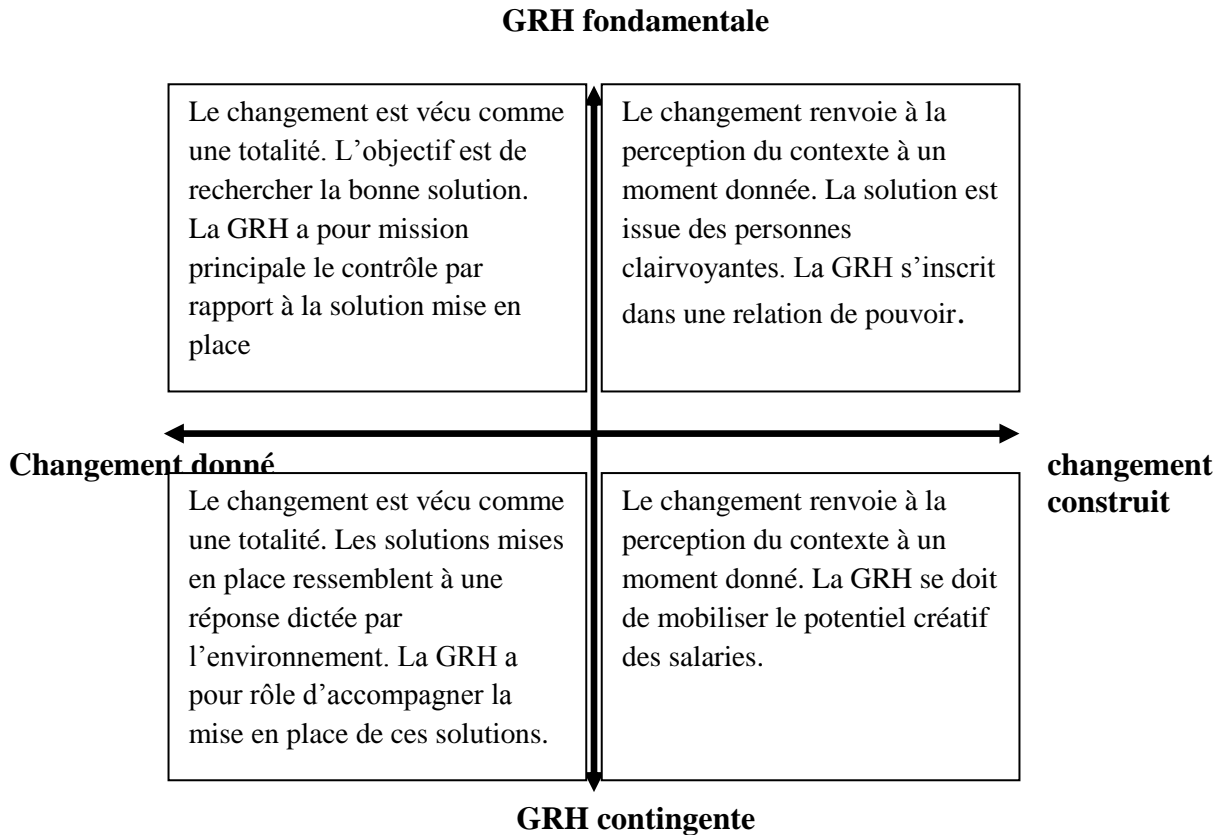 GRH fondamentale
Le changement est vécu comme
une totalité. L’objectif est de
rechercher la bonne solution.
La GRH a pour mission
principale le contrôle par
rapport à la solution mise en
place
Le changement renvoie à la
perception du contexte à un
moment donnée. La solution est
issue des personnes
clairvoyantes. La GRH s’inscrit
dans une relation de pouvoir.
Changement donné
changement
construit
Le changement est vécu comme
une totalité. Les solutions mises
en place ressemblent à une
réponse dictée par
l’environnement. La GRH a
pour rôle d’accompagner la
mise en place de ces solutions.
Le changement renvoie à la
perception du contexte à un
moment donné. La GRH se doit
de mobiliser le potentiel créatif
des salaries.
GRH contingente